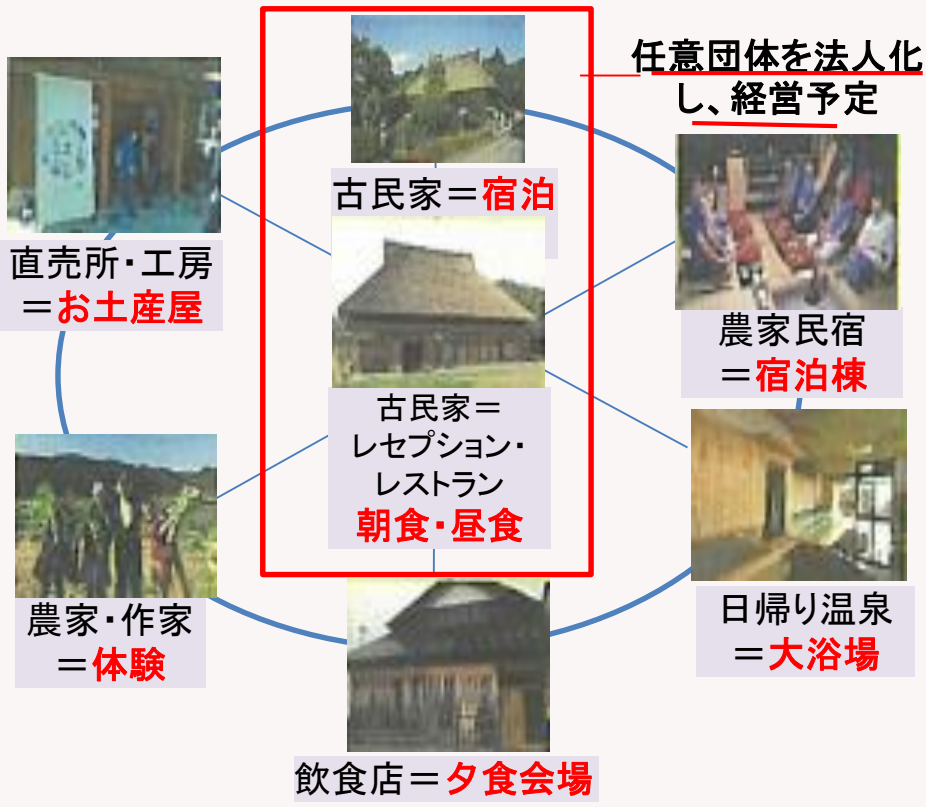 任意団体を法人化
し、経営予定
古民家＝宿泊
直売所・工房
＝お土産屋
農家民宿
＝宿泊棟
古民家＝
レセプション・
レストラン
朝食・昼食
農家・作家
＝体験
日帰り温泉
＝大浴場
飲食店＝夕食会場